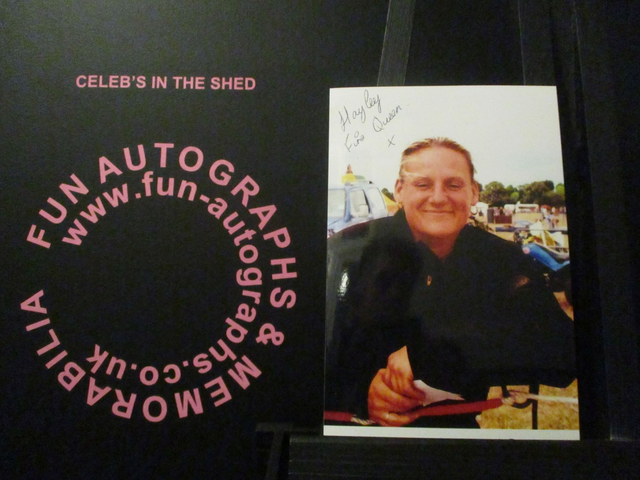 CELEB'S IN THE SHED
FUN AUTOGRAPHS & MEMORABILIA
www.fun-autographs.co.uk
Hayley
Fire Queen
x